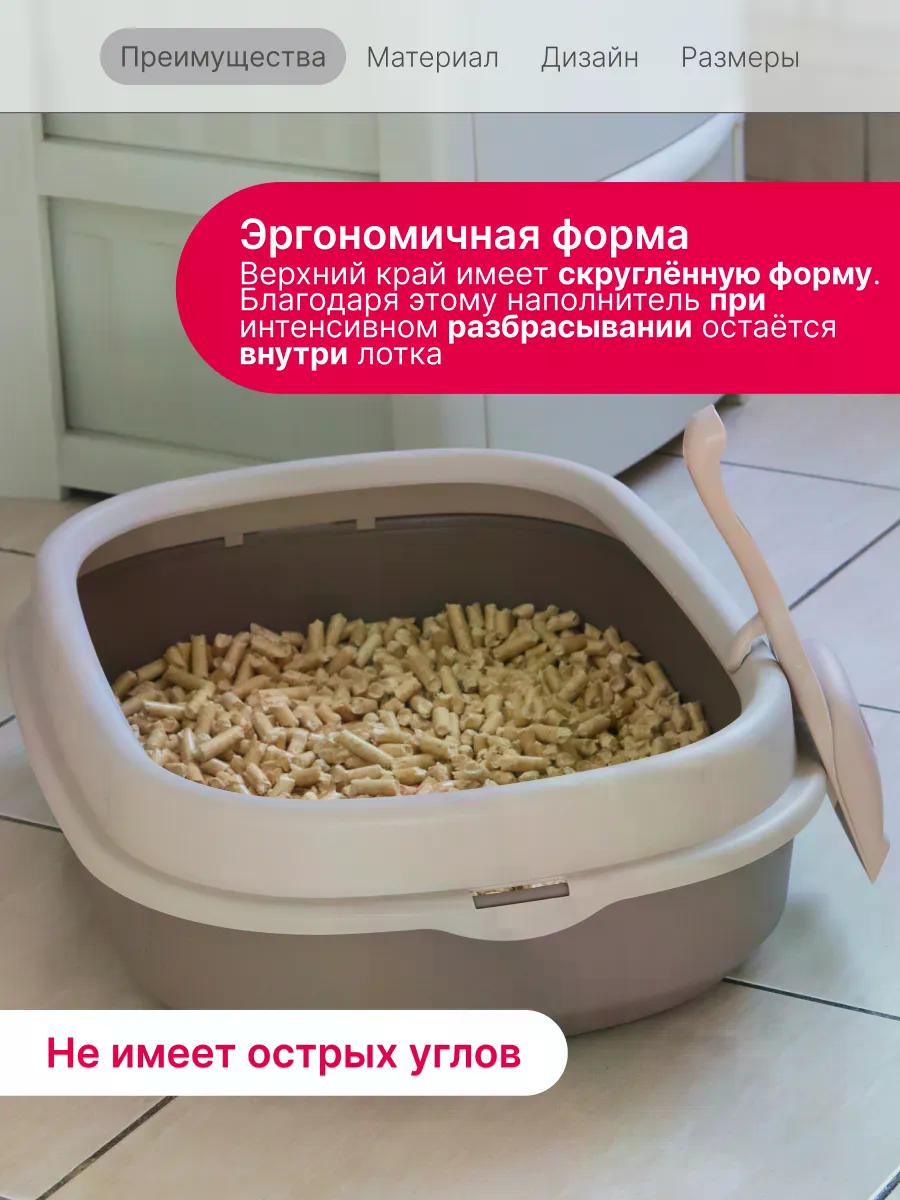 Преимущества Материал Дизайн Размеры
Эргономичная форма
Верхний край имеет скруглённую форму.
Благодаря этому наполнитель при
интенсивном разбрасывании остаётся
внутри лотка
Не имеет острых углов